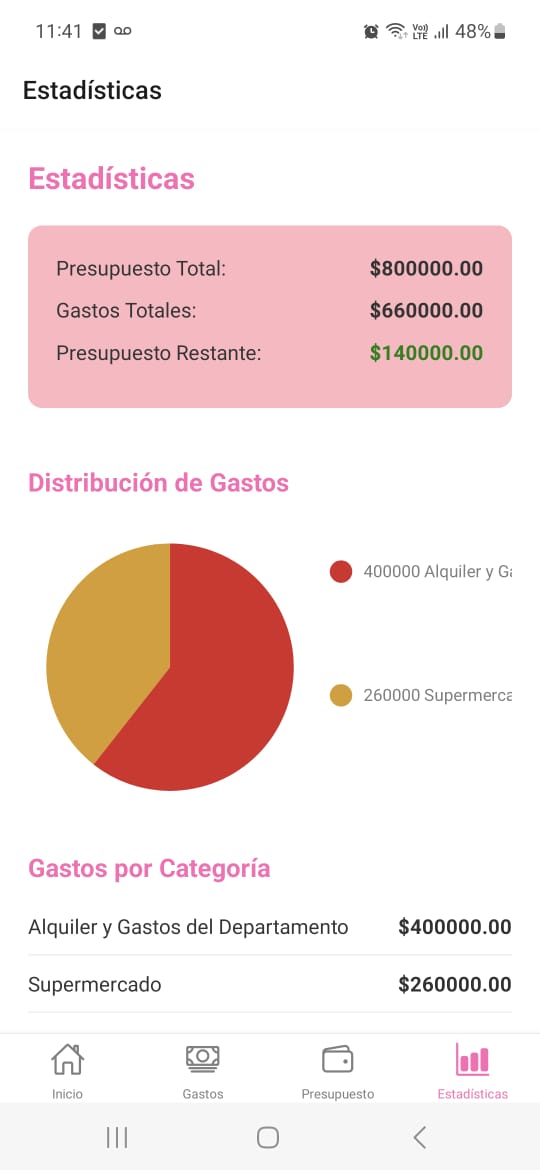 11:41
Vo))
LTE
48%
Estadísticas
Estadísticas
Presupuesto Total: $800000.00
Gastos Totales: $660000.00
Presupuesto Restante: $140000.00
Distribución de Gastos
400000 Alquiler y Ga
260000 Supermerca
Gastos por Categoría
Alquiler y Gastos del Departamento $400000.00
Supermercado $260000.00
Inicio Gastos Presupuesto Estadísticas